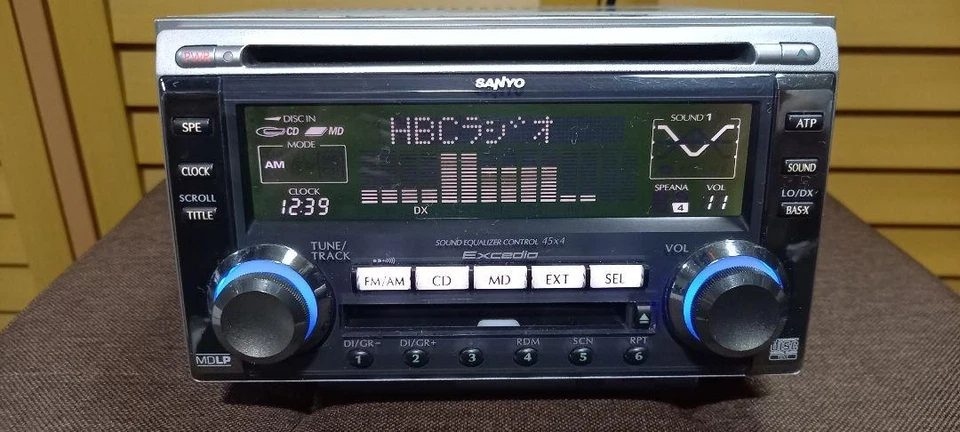 PWR
SANYO
SPE
CLOCK
SCROLL
TITLE
DISC IN
CD MD
MODE
AM
CLOCK
12:39
HBCラジオ
DX
SOUND 1
SPEANA VOL
4 11
ATP
SOUND
LO/DX
BAS-X
TUNE/
TRACK
SOUND EQUALIZER CONTROL 45x4
Excedio
VOL
FM/AM CD MD EXT SEL
DI/GR- DI/GR+ RDM SCN RPT
1 2 3 4 5 6
MDLP
disc